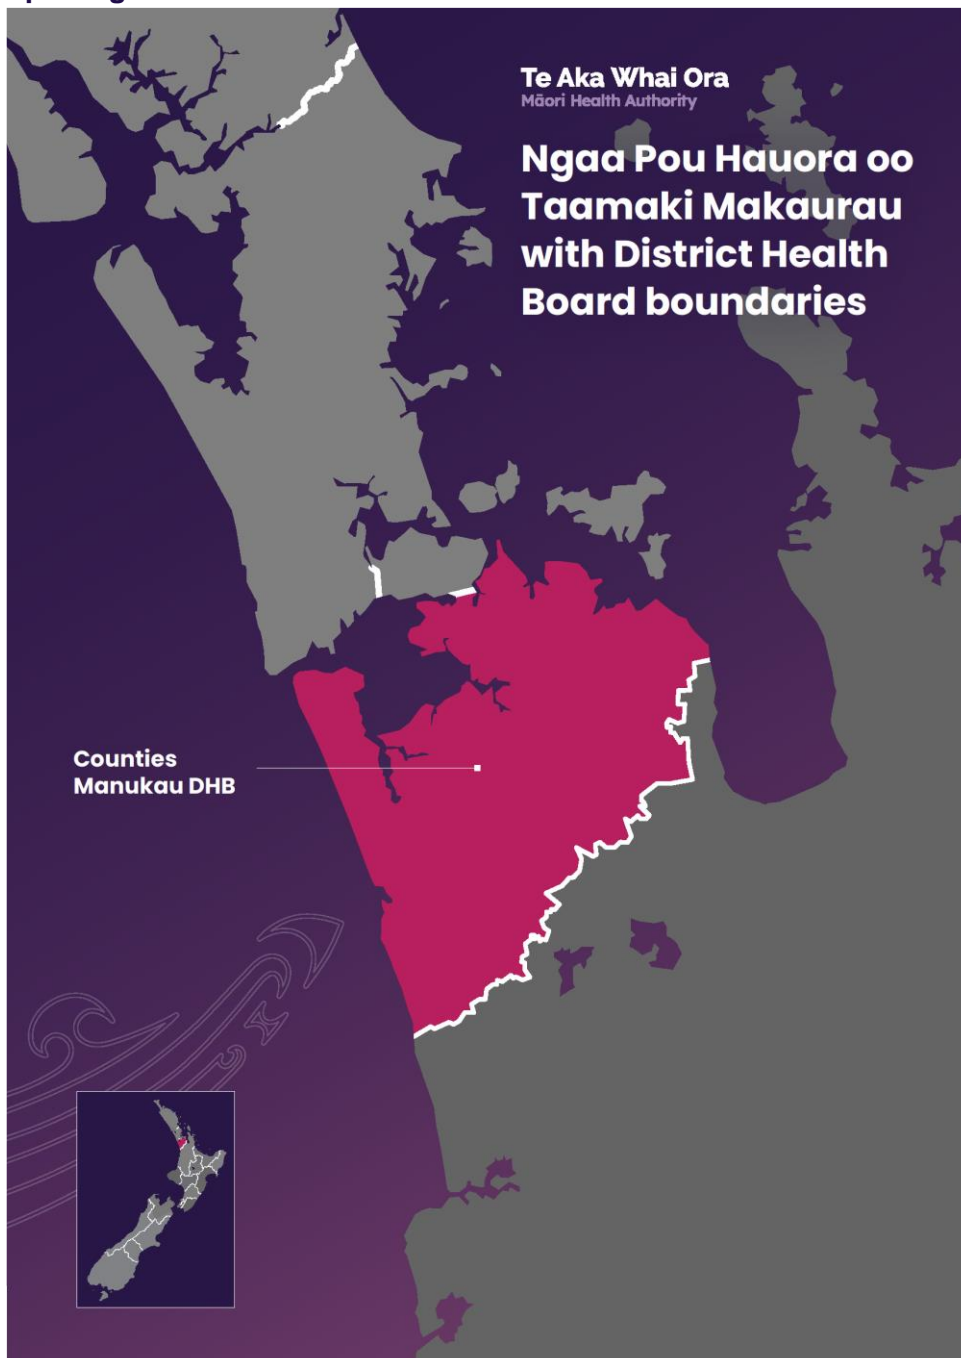 Te Aka Whai Ora
Māori Health Authority
Ngaa Pou Hauora oo
Taamaki Makaurau
with District Health
Board boundaries
Counties
Manukau DHB